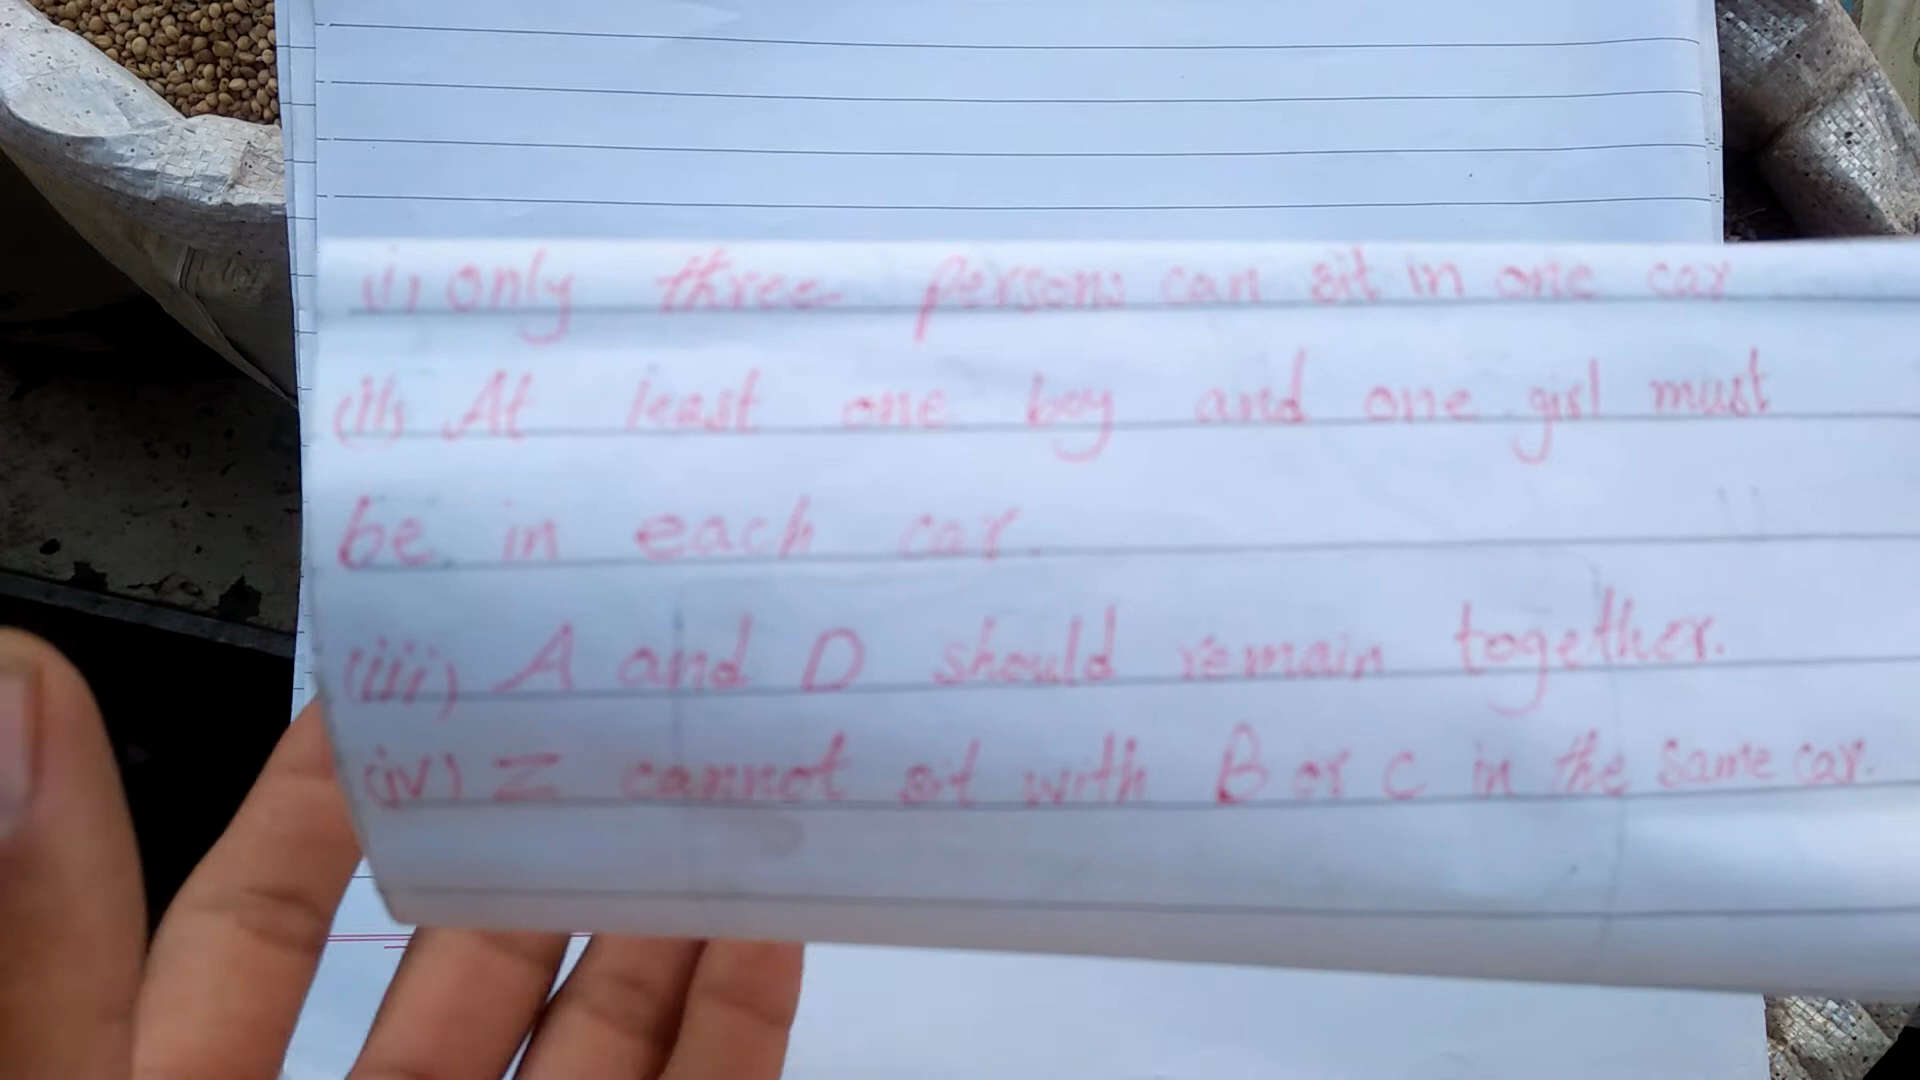 (i) only three persons can sit in one car
(ii) At least one boy and one girl must
be in each car.
(iii) A and D should remain together.
(iv) Z cannot sit with B or C in the same car.